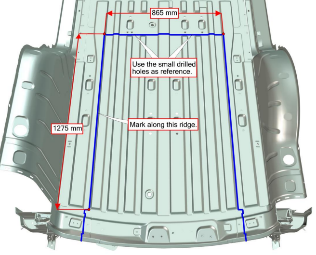 865 mm
Use the small drilled
holes as reference.
1275 mm
Mark along this ridge.